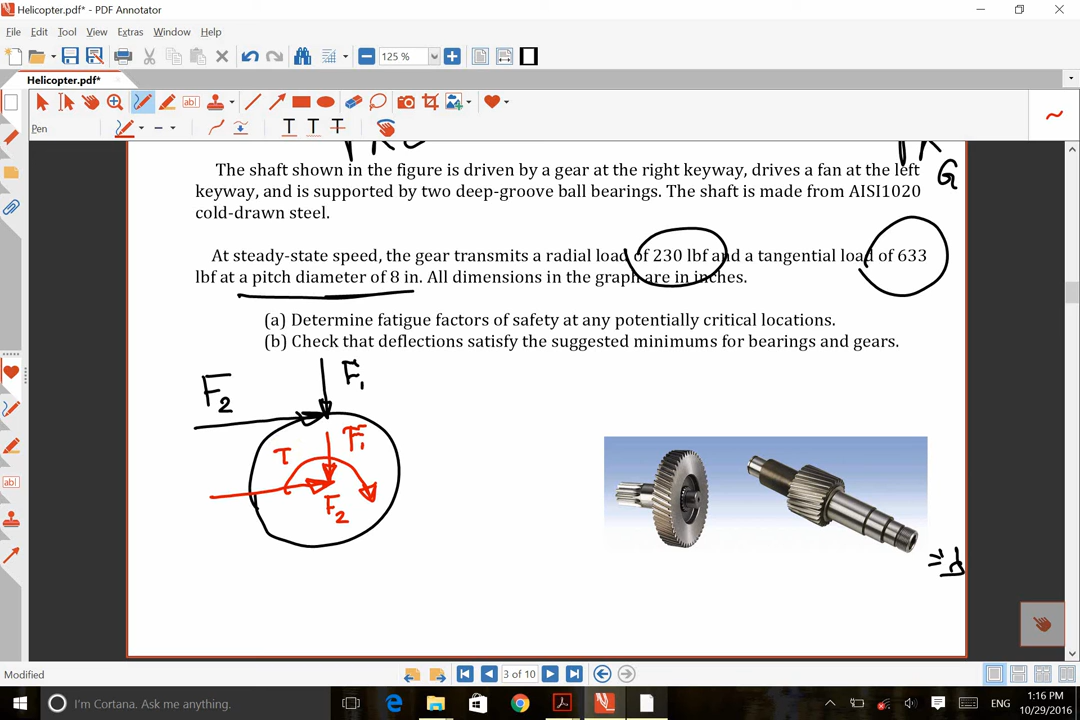 Helicopter.pdf* - PDF Annotator
File Edit Tool View Extras Window Help
125 %
Helicopter.pdf*
Pen
The shaft shown in the figure is driven by a gear at the right keyway, drives a fan at the left
keyway, and is supported by two deep-groove ball bearings. The shaft is made from AISI1020
cold-drawn steel.
G
At steady-state speed, the gear transmits a radial load of 230 lbf and a tangential load of 633
lbf at a pitch diameter of 8 in. All dimensions in the graph are in inches.
(a) Determine fatigue factors of safety at any potentially critical locations.
(b) Check that deflections satisfy the suggested minimums for bearings and gears.
F1
F2
F1
T
F2
3 of 10
Modified
I'm Cortana. Ask me anything.
ENG
1:16 PM
10/29/2016